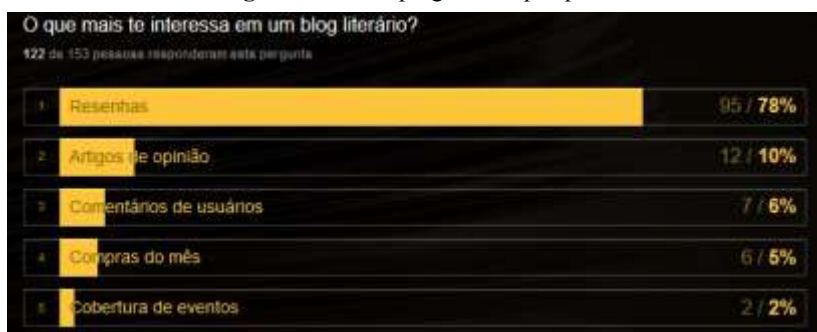 O que mais te interessa em um blog literário?
122 de 153 pessoas responderam esta pergunta
1 Resenhas 95 / 78%
2 Artigos de opinião 12 / 10%
3 Comentários de usuários 7 / 6%
4 Compras do mês 6 / 5%
5 Cobertura de eventos 2 / 2%